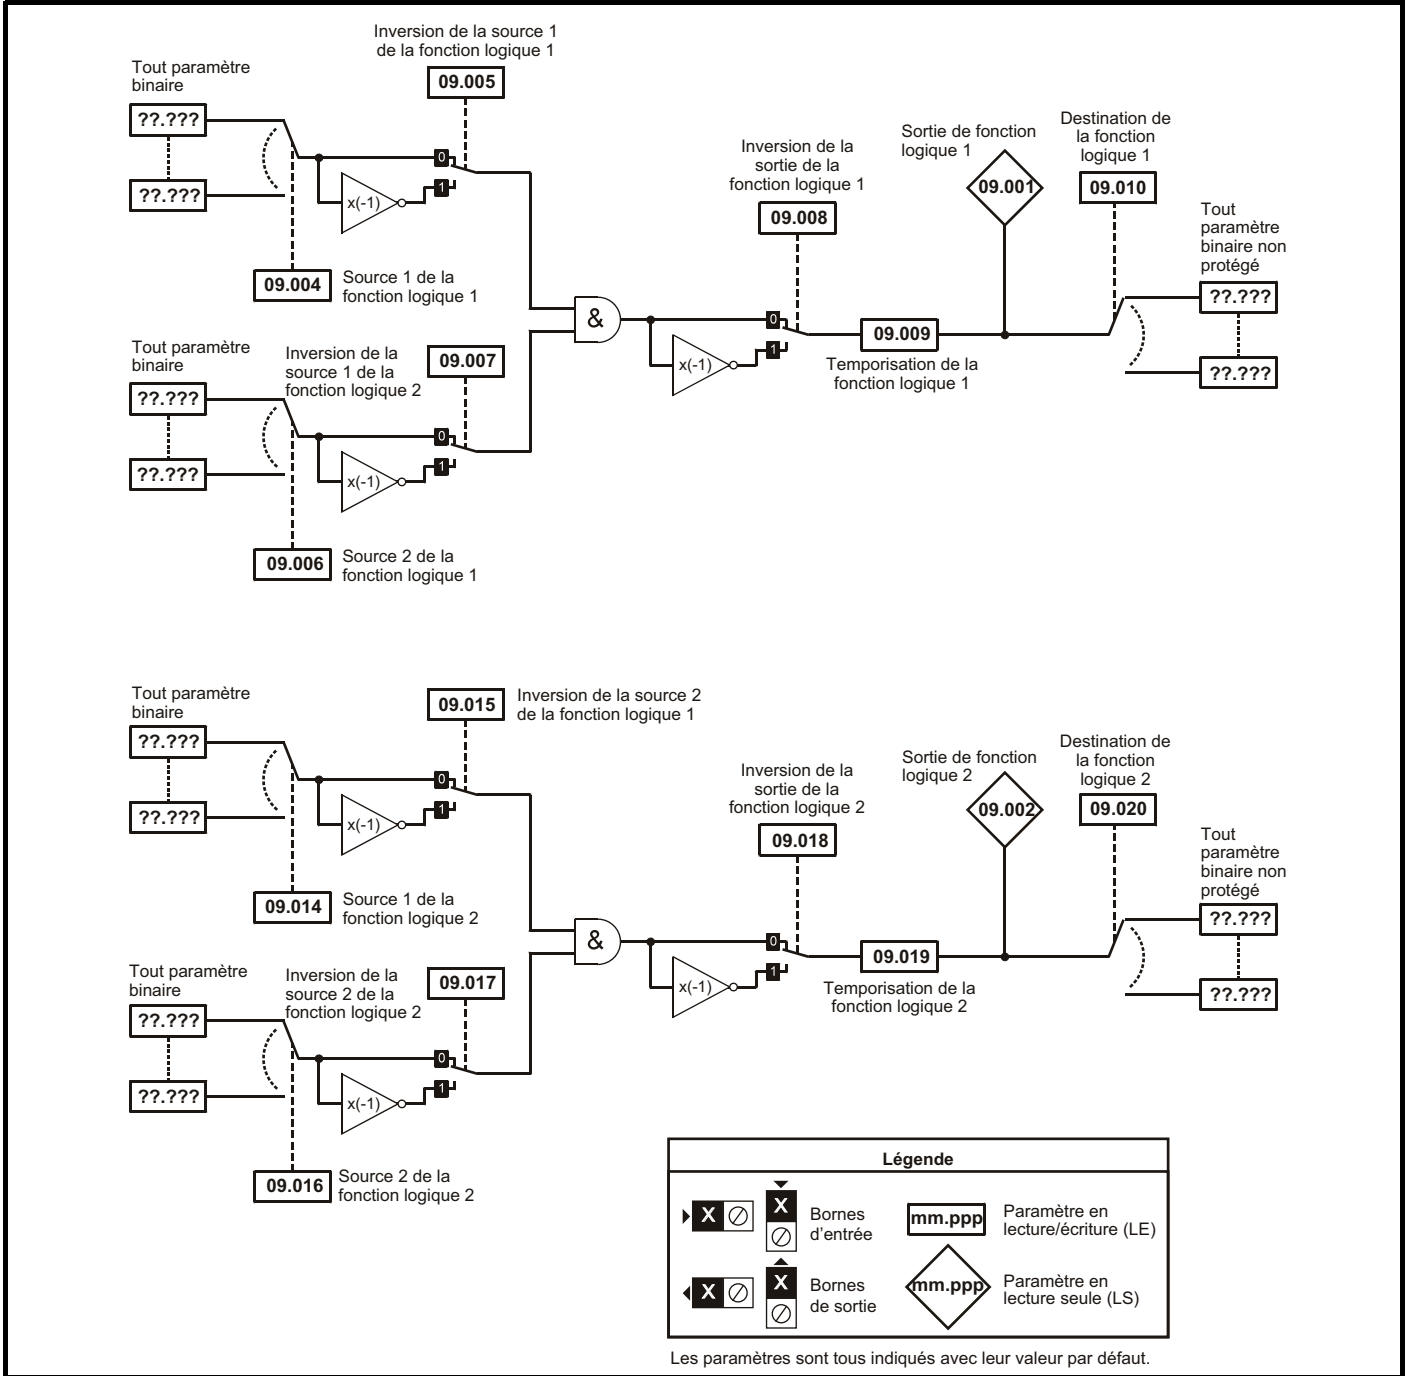 Inversion de la source 1
de la fonction logique 1
Tout paramètre
binaire
09.005
??.???
Sortie de fonction
logique 1
Destination de
la fonction
logique 1
Inversion de la
sortie de la
fonction logique 1
0
1
x(-1)
??.???
09.001
09.010
09.008
Tout
paramètre
binaire non
protégé
09.004
Source 1 de la
fonction logique 1
??.???
&
0
1
x(-1)
09.009
Temporisation de la
fonction logique 1
??.???
Tout paramètre
binaire
Inversion de la
source 1 de la
fonction logique 2
09.007
??.???
0
1
x(-1)
??.???
09.006
Source 2 de la
fonction logique 1
Tout paramètre
binaire
09.015
Inversion de la source 2
de la fonction logique 1
??.???
Sortie de fonction
logique 2
Destination de
la fonction
logique 2
Inversion de la
sortie de la
fonction logique 2
0
1
x(-1)
??.???
09.002
09.020
09.018
Tout
paramètre
binaire non
protégé
09.014
Source 1 de la
fonction logique 2
??.???
&
0
1
x(-1)
09.019
Temporisation de la
fonction logique 2
??.???
Tout paramètre
binaire
Inversion de la
source 2 de la
fonction logique 2
09.017
??.???
0
1
x(-1)
??.???
09.016
Source 2 de la
fonction logique 2
Légende
X
X
Bornes
d'entrée
mm.ppp
Paramètre en
lecture/écriture (LE)
X
X
Bornes
de sortie
mm.ppp
Paramètre en
lecture seule (LS)
Les paramètres sont tous indiqués avec leur valeur par défaut.